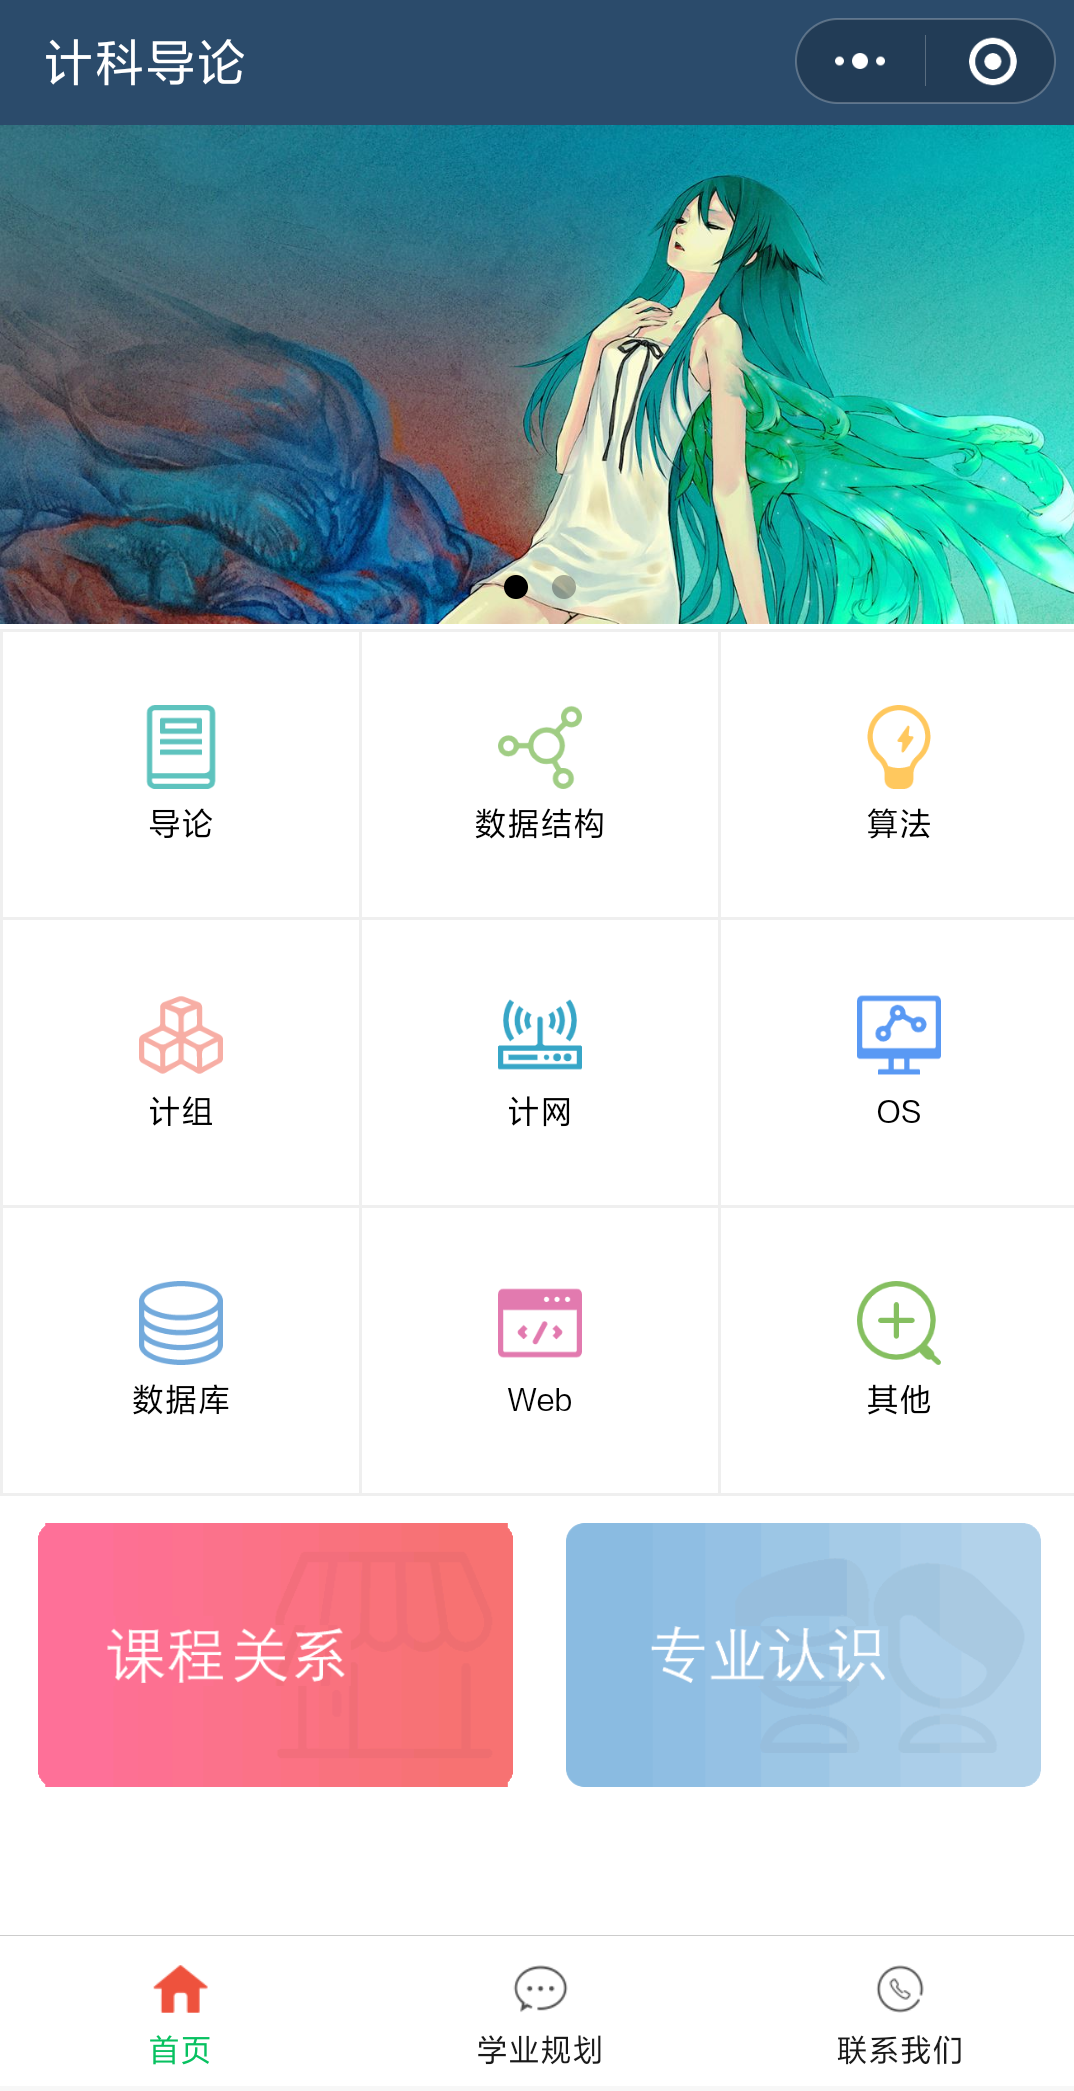 计科导论
导论
数据结构
算法
计组
计网
OS
数据库
Web
其他
课程关系
专业认识
首页
学业规划
联系我们